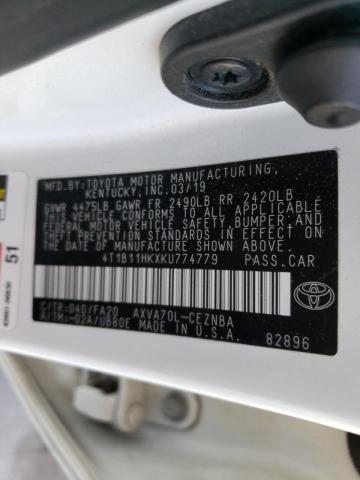 MFD.BY:TOYOTA MOTOR MANUFACTURING,
KENTUCKY, INC. 03/19
GVWR 4475LB GAWR FR 2490LB RR 2420LB
THIS VEHICLE CONFORMS TO ALL APPLICABLE
FEDERAL MOTOR VEHICLE SAFETY, BUMPER, AND
THEFT PREVENTION STANDARDS IN EFFECT ON
THE DATE OF MANUFACTURE SHOWN ABOVE.
4T1B11HKXKU774779 PASS.CAR
C/TR:040/FA20 AXVA70L-CEZNBA
A/TM:-02A/UB80E MADE IN U.S.A.
82896
51